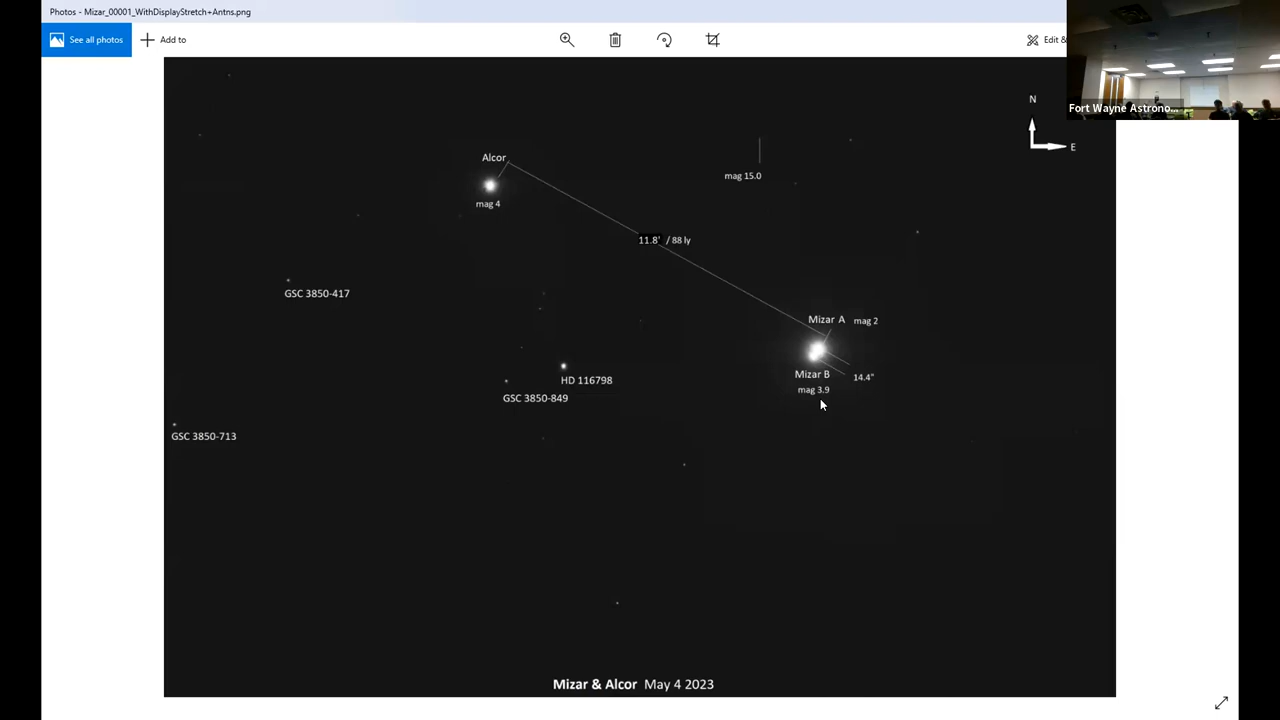 Photos - Mizar_00001_WithDisplayStretch+Antns.png
See all photos
Add to
Edit &
Fort Wayne Astrono...
N
E
Alcor
mag 4
mag 15.0
11.8' / 88 ly
GSC 3850-417
Mizar A mag 2
Mizar B
mag 3.9
14.4"
HD 116798
GSC 3850-849
GSC 3850-713
Mizar & Alcor May 4 2023